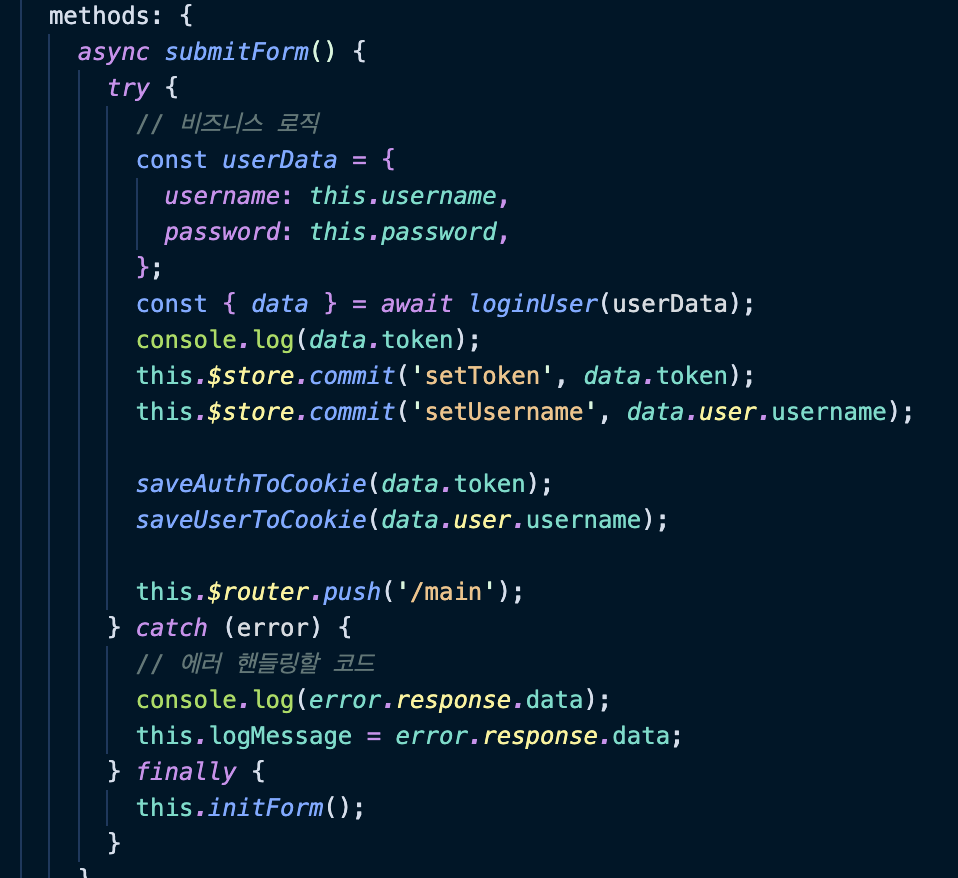 methods: {
async submitForm() {
try {
// 비즈니스 로직
const userData = {
username: this.username,
password: this.password,
};
const { data } = await loginUser(userData);
console.log(data.token);
this.$store.commit('setToken', data.token);
this.$store.commit('setUsername', data.user.username);
saveAuthToCookie(data.token);
saveUserToCookie(data.user.username);
this.$router.push('/main');
} catch (error) {
// 에러 핸들링할 코드
console.log(error.response.data);
this.logMessage = error.response.data;
} finally {
this.initForm();
}
}